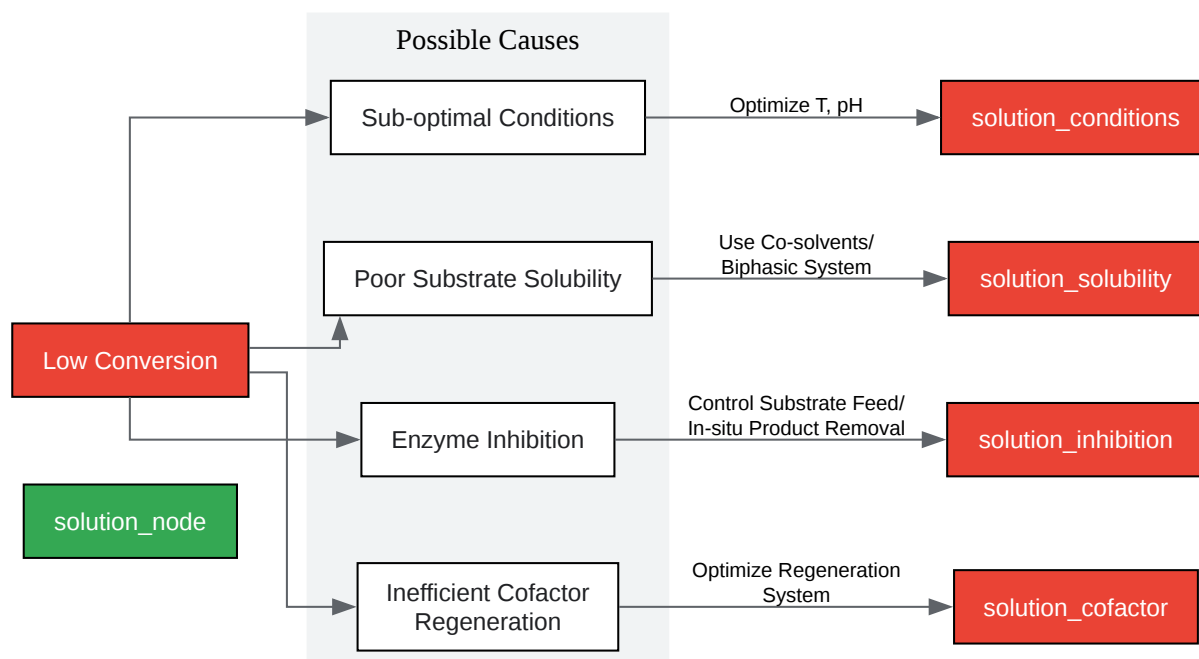 Possible Causes
Sub-optimal Conditions
Optimize T, pH
solution_conditions
Poor Substrate Solubility
Use Co-solvents/
Biphasic System
solution_solubility
Low Conversion
Enzyme Inhibition
Control Substrate Feed/
In-situ Product Removal
solution_inhibition
solution_node
Inefficient Cofactor
Regeneration
Optimize Regeneration
System
solution_cofactor